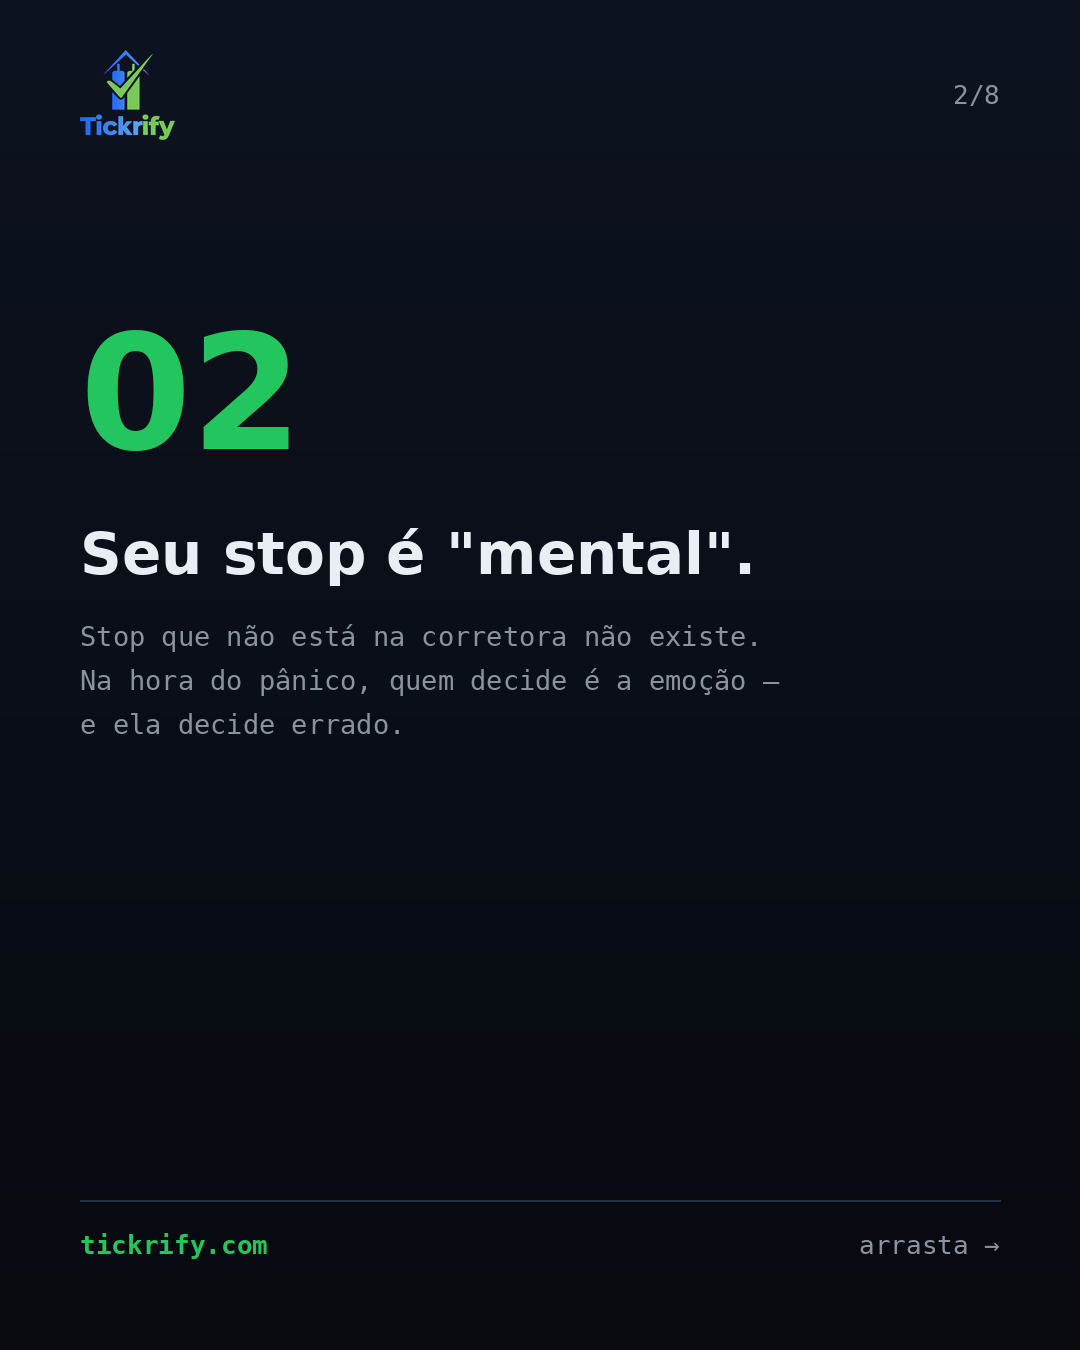 Tickrify
2/8
02
Seu stop é "mental".
Stop que não está na corretora não existe.
Na hora do pânico, quem decide é a emoção —
e ela decide errado.
tickrify.com
arrasta →